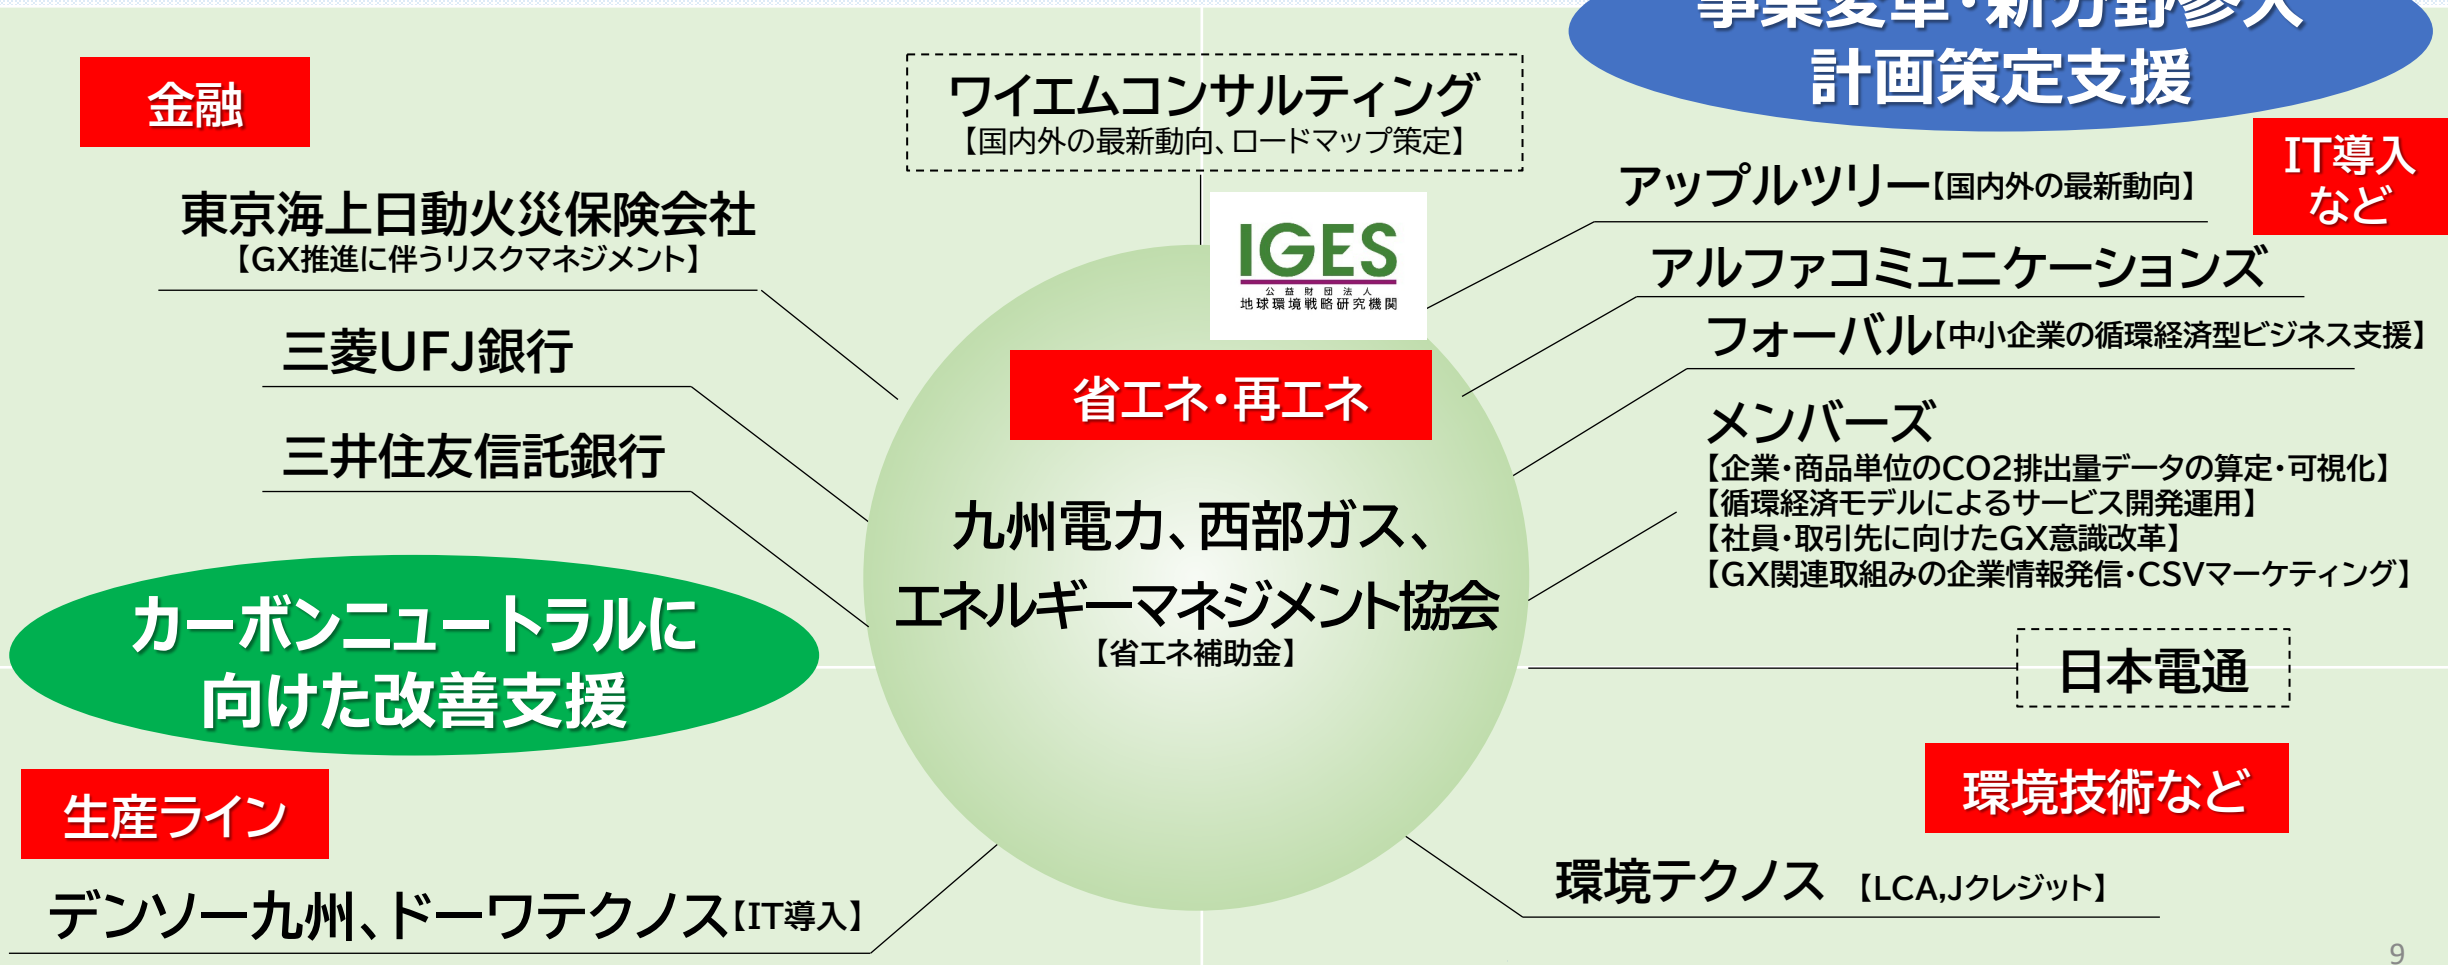 事業変革・新分野参入
計画策定支援
金融
ワイエムコンサルティング
【国内外の最新動向、ロードマップ策定】
IT導入
など
アップルツリー【国内外の最新動向】
東京海上日動火災保険会社
【GX推進に伴うリスクマネジメント】
IGES
公益財団法人
地球環境戦略研究機関
アルファコミュニケーションズ
三菱UFJ銀行
フォーバル【中小企業の循環経済型ビジネス支援】
省エネ・再エネ
三井住友信託銀行
メンバーズ
【企業・商品単位のCO2排出量データの算定・可視化】
【循環経済モデルによるサービス開発運用】
【社員・取引先に向けたGX意識改革】
【GX関連取組みの企業情報発信・CSVマーケティング】
九州電力、西部ガス、
エネルギーマネジメント協会
【省エネ補助金】
カーボンニュートラルに
向けた改善支援
日本電通
生産ライン
環境技術など
デンソー九州、ドーワテクノス【IT導入】
環境テクノス 【LCA,Jクレジット】
9